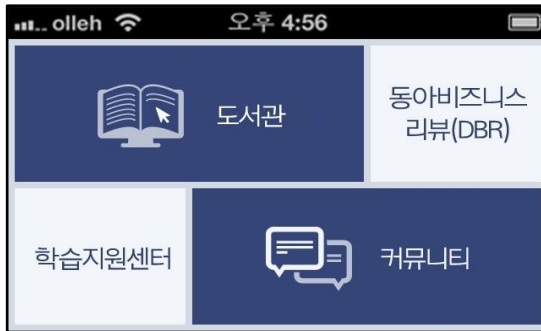 olleh 오후 4:56
도서관
동아비즈니스
리뷰(DBR)
학습지원센터
커뮤니티